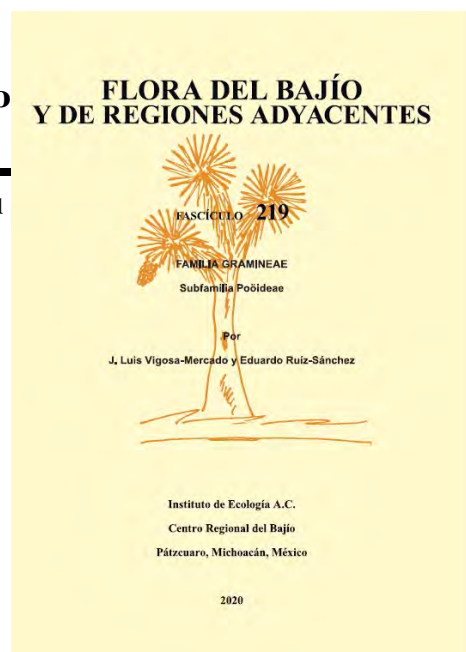 FLORA DEL BAJÍO
Y DE REGIONES ADYACENTES
FASCÍCULO 219
FAMILIA GRAMINEAE
Subfamilia Poöideae
Por
J. Luis Vigosa-Mercado y Eduardo Ruíz-Sánchez
Instituto de Ecología A.C.
Centro Regional del Bajío
Pátzcuaro, Michoacán, México
2020